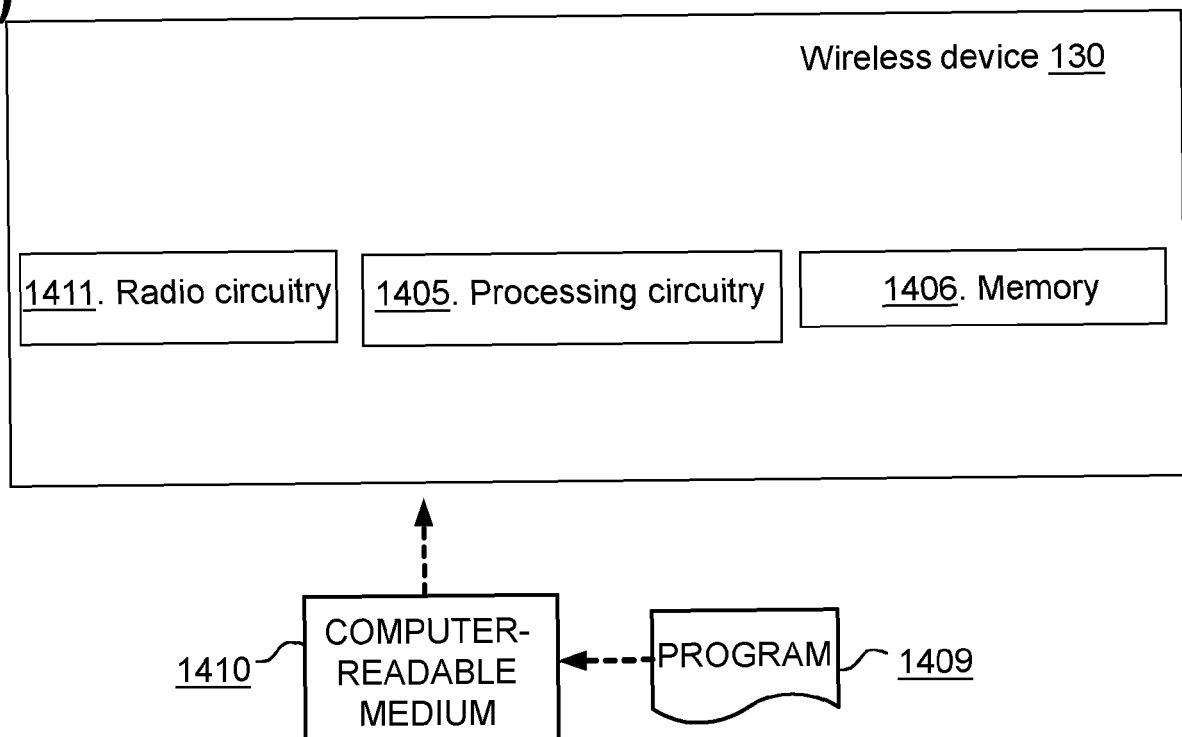 )
Wireless device 130
1411. Radio circuitry
1405. Processing circuitry
1406. Memory
COMPUTER-
READABLE
MEDIUM
1410
PROGRAM
1409